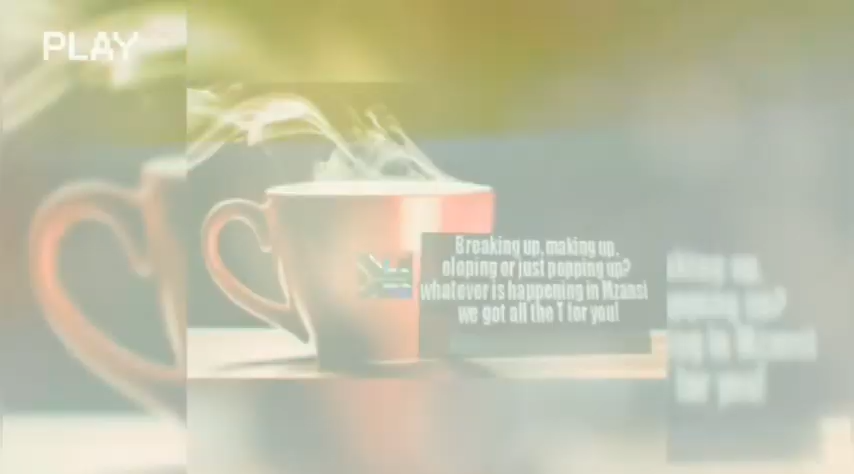 PLAY
Breaking up, making up,
eloping or just popping up?
whatever is happening in Mzansi
we got all the T for you!